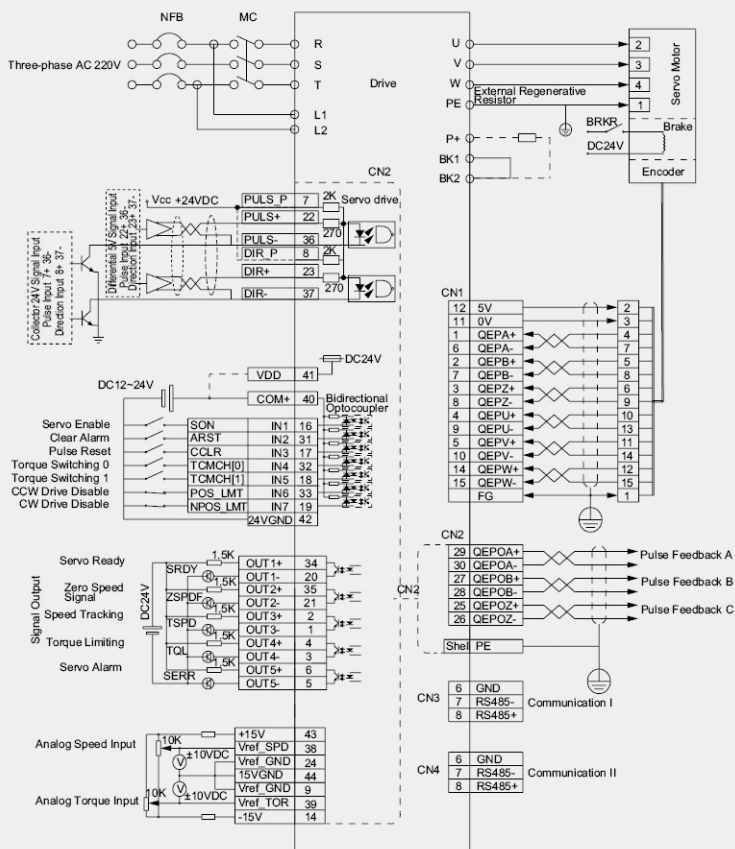 NFB MC
Three-phase AC 220V
R
S
T
L1
L2
Drive
U
V
W
PE
External Regenerative
Resistor
P+
BK1
BK2
2
3
4
1
Servo Motor
BRKR
DC24V
Brake
Encoder
CN2
Vcc +24VDC
PULS_P 7 2K Servo drive
PULS+ 22
270
PULS- 36
DIR_P 8 2K
DIR+ 23
270
DIR- 37
Collector 24V Signal Input
Pulse Input 7+ 36-
Direction Input 8+ 37-
Differential 5V Signal Input
Pulse Input 22+ 36-
Direction Input 23+ 37-
DC24V
VDD 41
DC12~24V
COM+ 40
Bidirectional
Optocoupler
Servo Enable SON IN1 16
Clear Alarm ARST IN2 31
Pulse Reset CCLR IN3 17
Torque Switching 0 TCMCH[0] IN4 32
Torque Switching 1 TCMCH[1] IN5 18
CCW Drive Disable POS_LMT IN6 33
CW Drive Disable NPOS_LMT IN7 19
24VGND 42
Signal Output
DC24V
Servo Ready
SRDY
1.5K
OUT1+ 34
OUT1- 20
Zero Speed
Signal
ZSPDF
1.5K
OUT2+ 35
OUT2- 21
Speed Tracking
TSPD
1.5K
OUT3+ 2
OUT3- 1
Torque Limiting
TQL
OUT4+ 4
OUT4- 3
Servo Alarm
SERR
1.5K
OUT5+ 6
OUT5- 5
Analog Speed Input
10K
±10VDC
V
+15V 43
Vref_SPD 38
Vref_GND 24
15VGND 44
Vref_GND 9
Vref_TOR 39
-15V 14
Analog Torque Input
10K
±10VDC
V
CN1
12 5V 2
11 0V 3
1 QEPA+ 4
6 QEPA- 7
2 QEPB+ 5
7 QEPB- 8
3 QEPZ+ 6
8 QEPZ- 9
4 QEPU+ 10
9 QEPU- 13
5 QEPV+ 11
10 QEPV- 14
14 QEPW+ 12
15 QEPW- 15
FG 1
CN2
CN2
29 QEPOA+
30 QEPOA-
Pulse Feedback A
27 QEPOB+
28 QEPOB-
Pulse Feedback B
25 QEPOZ+
26 QEPOZ-
Pulse Feedback C
Shell PE
CN3
6 GND
7 RS485-
8 RS485+
Communication I
CN4
6 GND
7 RS485-
8 RS485+
Communication II